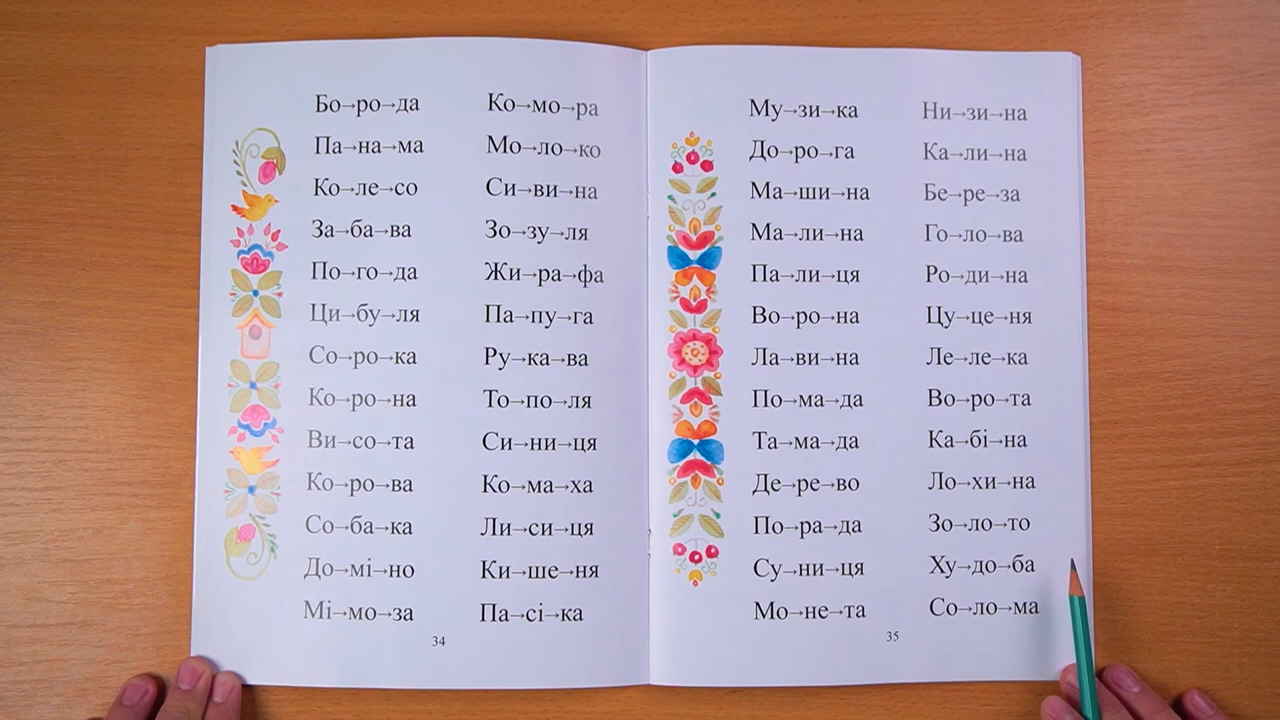 Бо→ро→да
Па→на→ма
Ко→ле→со
За→ба→ва
По→го→да
Ци→бу→ля
Со→ро→ка
Ко→ро→на
Ви→со→та
Ко→ро→ва
Со→ба→ка
До→мі→но
Мі→мо→за
Ко→мо→ра
Мо→ло→ко
Си→ви→на
Зо→зу→ля
Жи→ра→фа
Па→пу→га
Ру→ка→ва
То→по→ля
Си→ни→ця
Ко→ма→ха
Ли→си→ця
Ки→ше→ня
Па→сі→ка
34
Му→зи→ка
До→ро→га
Ма→ши→на
Ма→ли→на
Па→ли→ця
Во→ро→на
Ла→ви→на
По→ма→да
Та→ма→да
Де→ре→во
По→ра→да
Су→ни→ця
Мо→не→та
Ни→зи→на
Ка→ли→на
Бе→ре→за
Го→ло→ва
Ро→ди→на
Цу→це→ня
Ле→ле→ка
Во→ро→та
Ка→бі→на
Ло→хи→на
Зо→ло→то
Ху→до→ба
Со→ло→ма
35